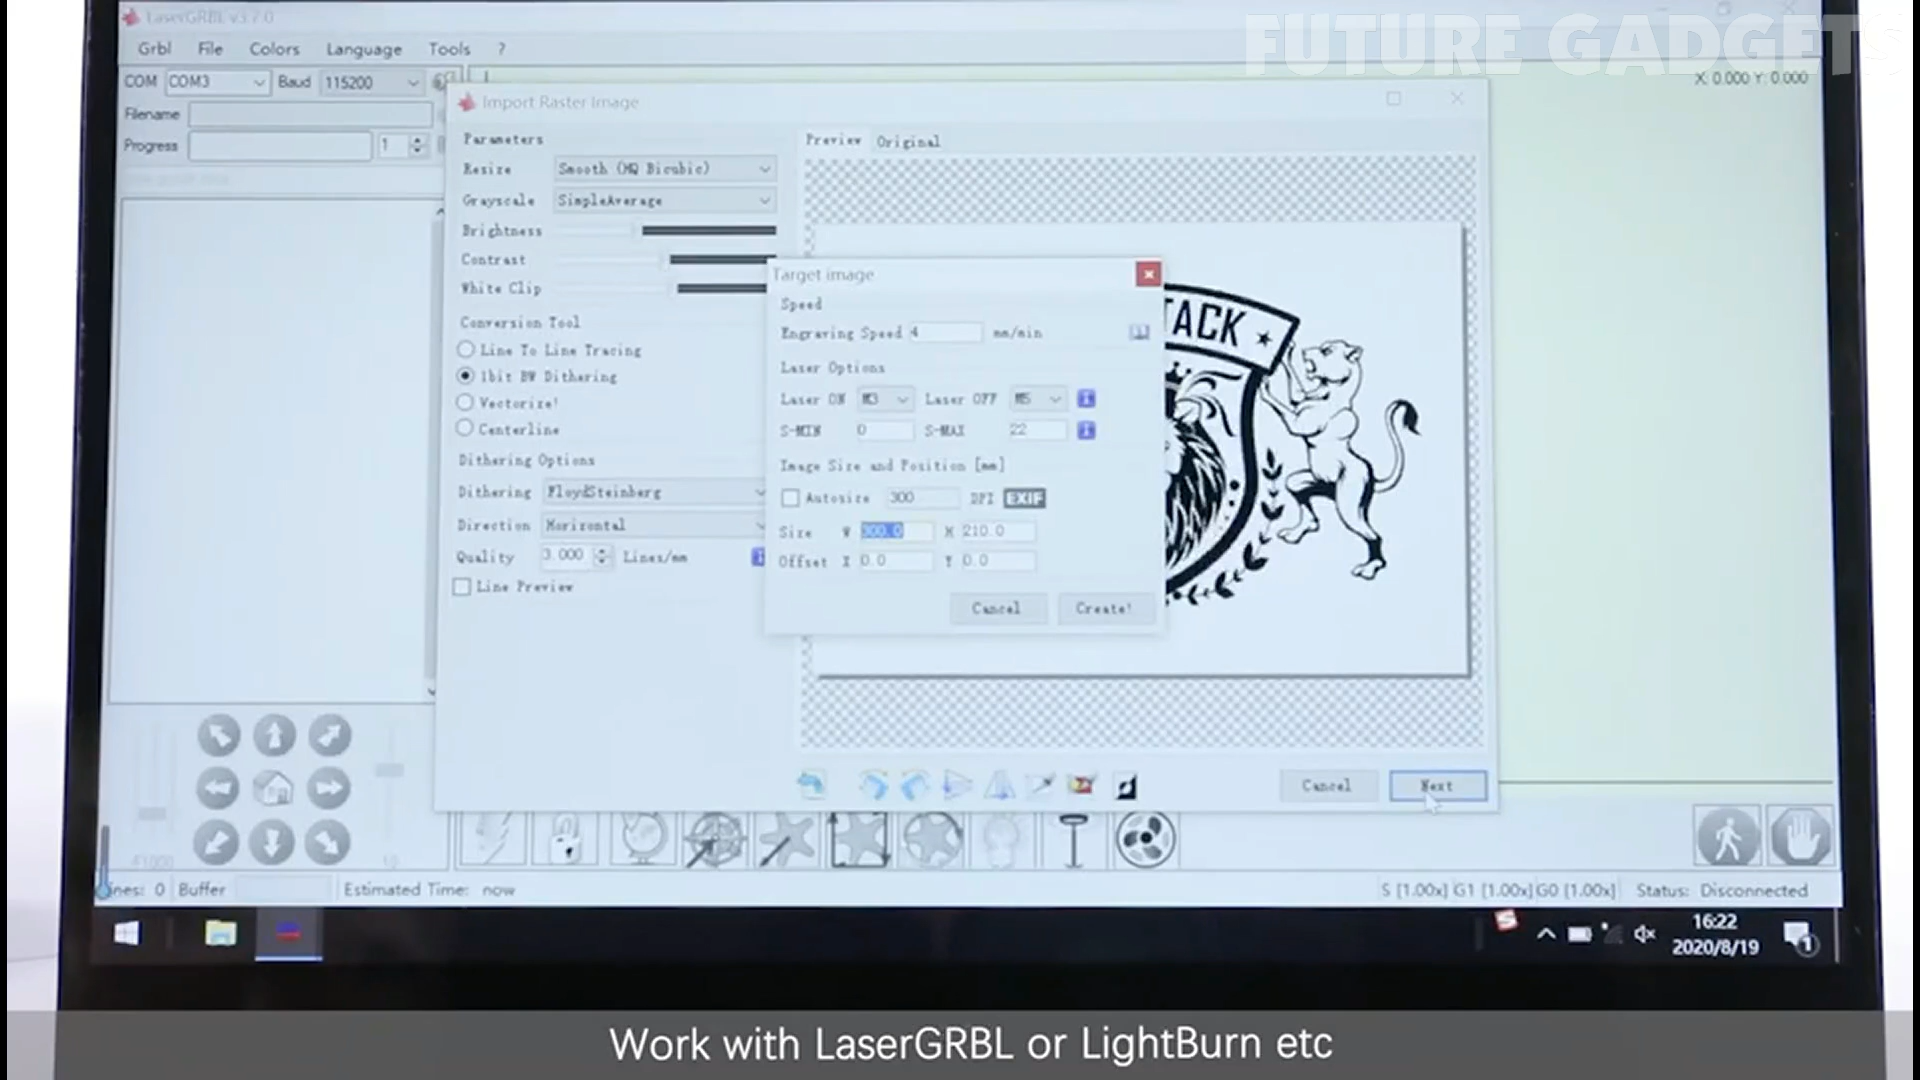 LaserGRBL v3.7.0
FUTURE GADGETS
Grbl File Colors Language Tools ?
COM COM3 Baud 115200
X: 0.000 Y: 0.000
Filename
Progress 1
Import Raster Image
Parameters
Resize Smooth (HQ Bicubic)
Grayscale SimpleAverage
Brightness
Contrast
White Clip
Conversion Tool
Line To Line Tracing
1bit BW Dithering
Vectorize!
Centerline
Dithering Options
Dithering FloydSteinberg
Direction Horizontal
Quality 3.000 Lines/mm
Line Preview
Preview Original
TACK
Target image
Speed
Engraving Speed 4 mm/min
Laser Options
Laser ON M3 Laser OFF M5
S-MIN 0 S-MAX 22
Image Size and Position [mm]
Autosize 300 DPI EXIF
Size W 300.0 H 210.0
Offset X 0.0 Y 0.0
Cancel Create!
Cancel Next
Lines: 0 Buffer Estimated Time: now
S [1.00x] G1 [1.00x] G0 [1.00x] Status: Disconnected
16:22
2020/8/19
1
Work with LaserGRBL or LightBurn etc